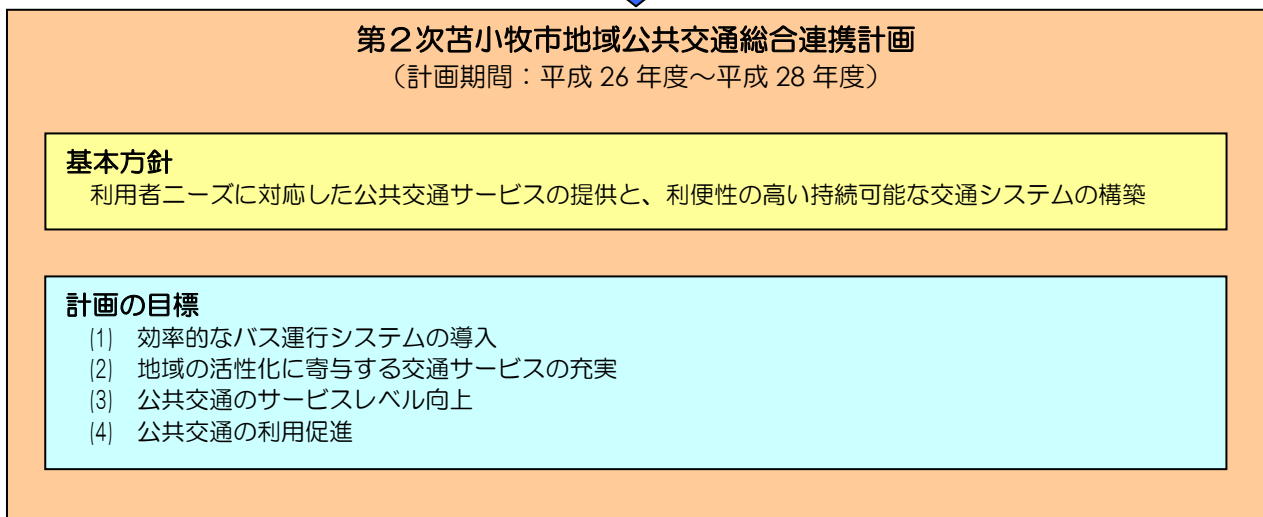 第２次苫小牧市地域公共交通総合連携計画
（計画期間：平成 26 年度～平成 28 年度）
基本方針
利用者ニーズに対応した公共交通サービスの提供と、利便性の高い持続可能な交通システムの構築
計画の目標
(1) 効率的なバス運行システムの導入
(2) 地域の活性化に寄与する交通サービスの充実
(3) 公共交通のサービスレベル向上
(4) 公共交通の利用促進